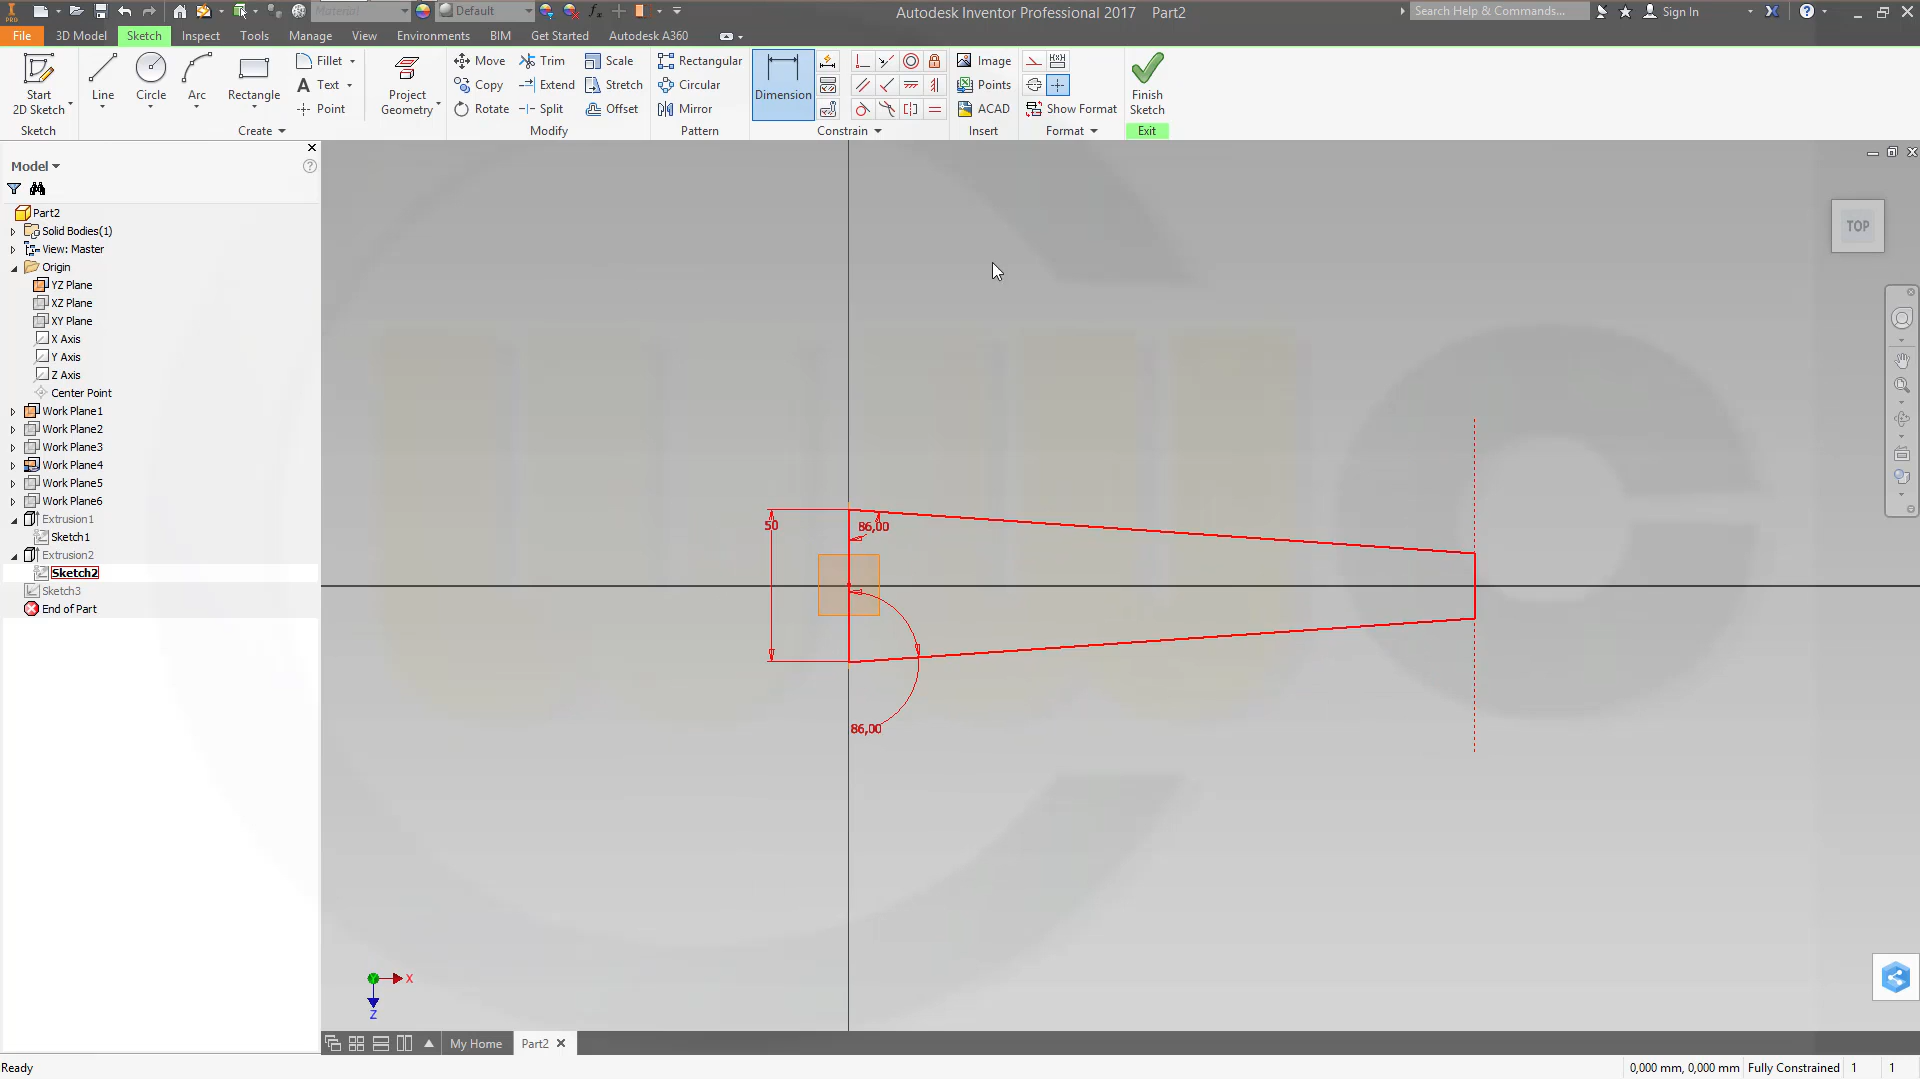 Material
Default
fx
Autodesk Inventor Professional 2017 Part2
Search Help & Commands...
Sign In
PRO
File 3D Model Sketch Inspect Tools Manage View Environments BIM Get Started Autodesk A360
Start
2D Sketch
Line
Circle
Arc
Rectangle
Fillet
Text
Point
Project
Geometry
Move
Copy
Rotate
Trim
Extend
Split
Scale
Stretch
Offset
Rectangular
Circular
Mirror
Dimension
Image
Points
ACAD
Show Format
Finish
Sketch
Sketch Create Modify Pattern Constrain Insert Format Exit
Model
Part2
Solid Bodies(1)
View: Master
Origin
YZ Plane
XZ Plane
XY Plane
X Axis
Y Axis
Z Axis
Center Point
Work Plane1
Work Plane2
Work Plane3
Work Plane4
Work Plane5
Work Plane6
Extrusion1
Sketch1
Extrusion2
Sketch2
Sketch3
End of Part
TOP
50
86,00
86,00
X
Y
Z
My Home Part2
Ready
0,000 mm, 0,000 mm Fully Constrained 1 1